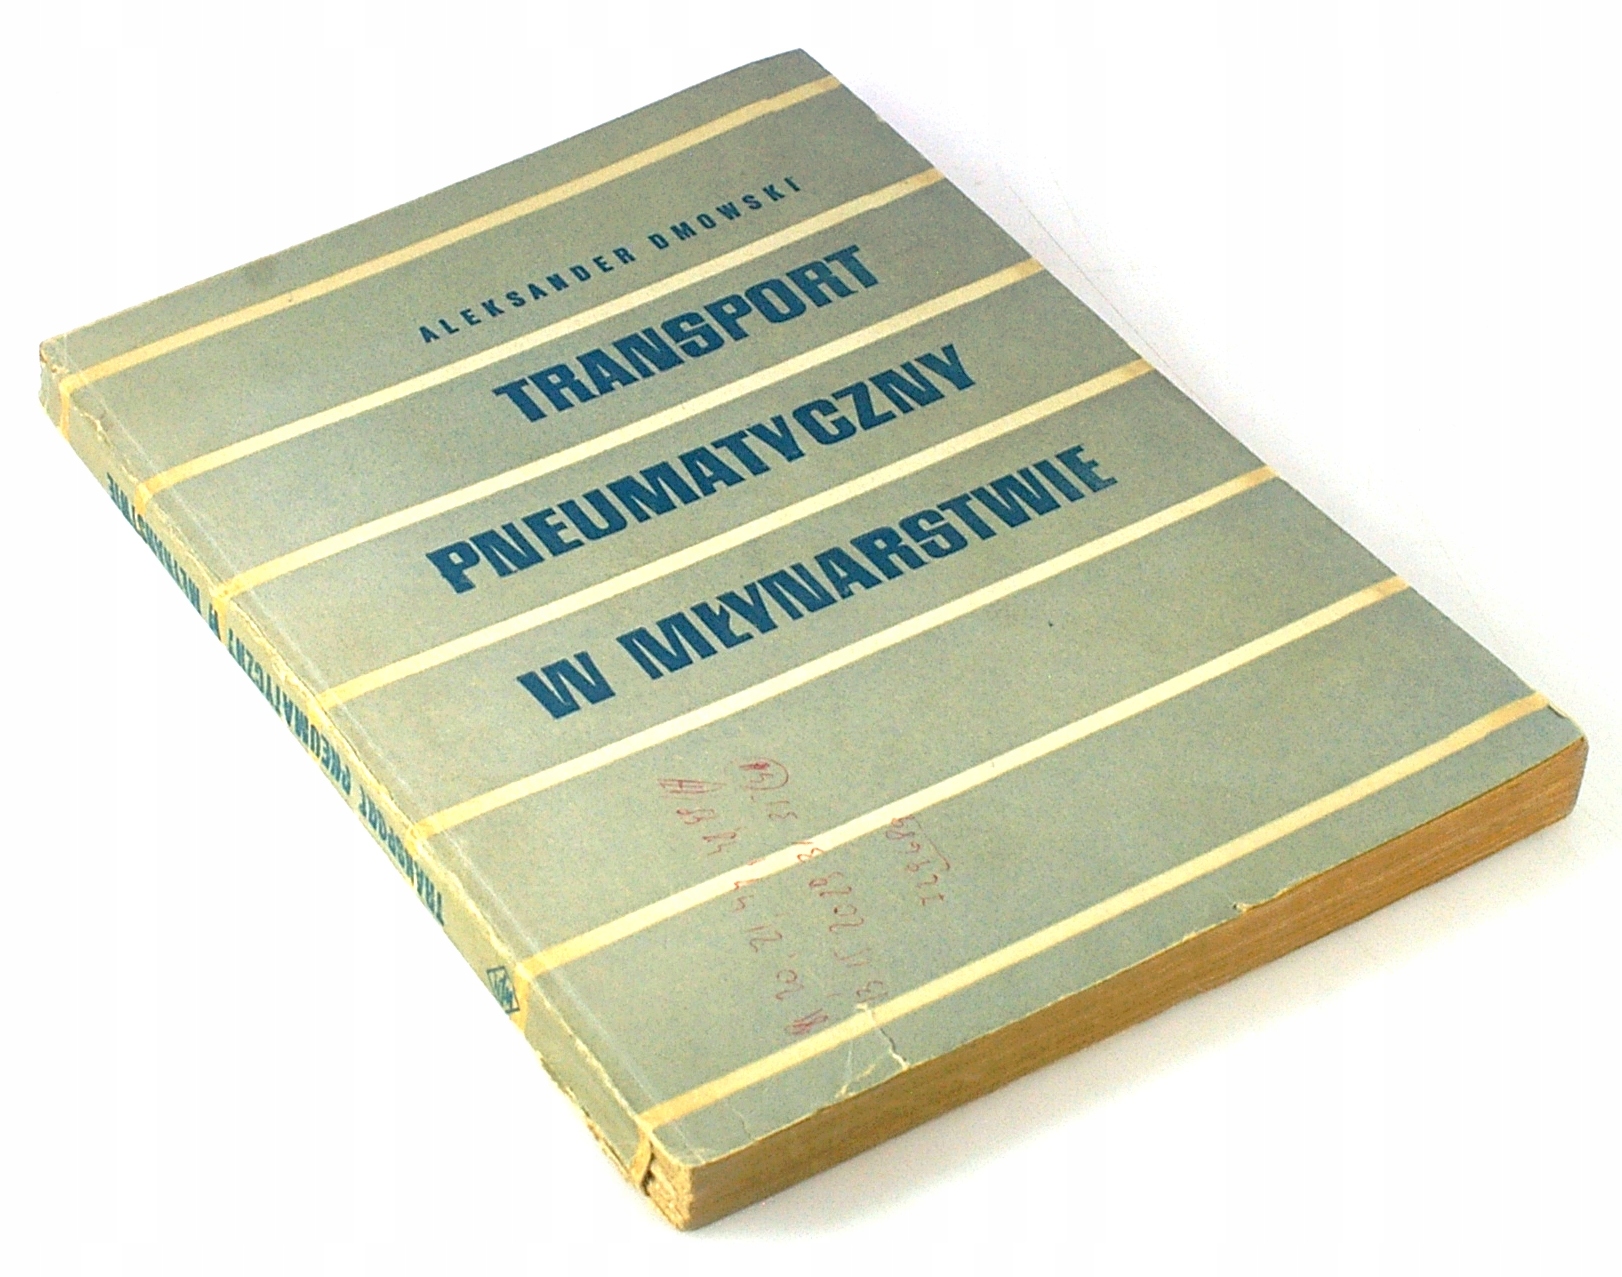 ALEKSANDER DMOWSKI
TRANSPORT
PNEUMATYCZNY
W MŁYNARSTWIE
TRANSPORT PNEUMATYCZNY W MŁYNARSTWIE